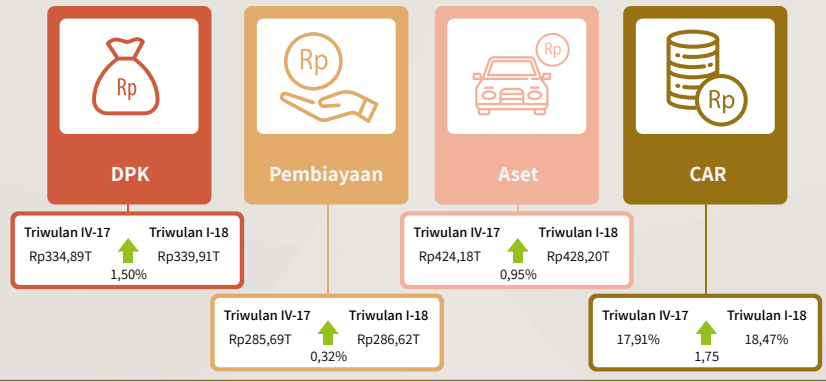 Rp
Rp
Rp
Rp
DPK
Pembiayaan
Aset
CAR
Triwulan IV-17 Triwulan I-18
Rp334,89T Rp339,91T
1,50%
Triwulan IV-17 Triwulan I-18
Rp424,18T Rp428,20T
0,95%
Triwulan IV-17 Triwulan I-18
Rp285,69T Rp286,62T
0,32%
Triwulan IV-17 Triwulan I-18
17,91% 18,47%
1,75